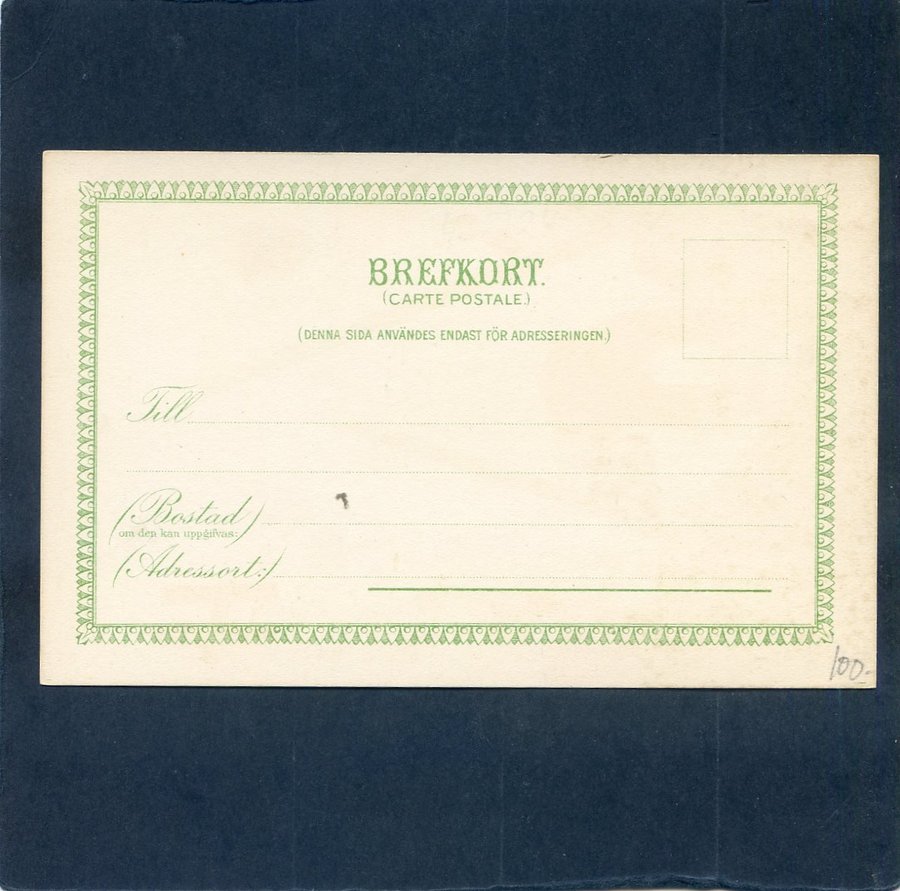 BREFKORT.
(CARTE POSTALE.)
(DENNA SIDA ANVÄNDES ENDAST FÖR ADRESSERINGEN.)
Till
(Bostad)
om den kan uppgifvas:
(Adressort:)
100.-